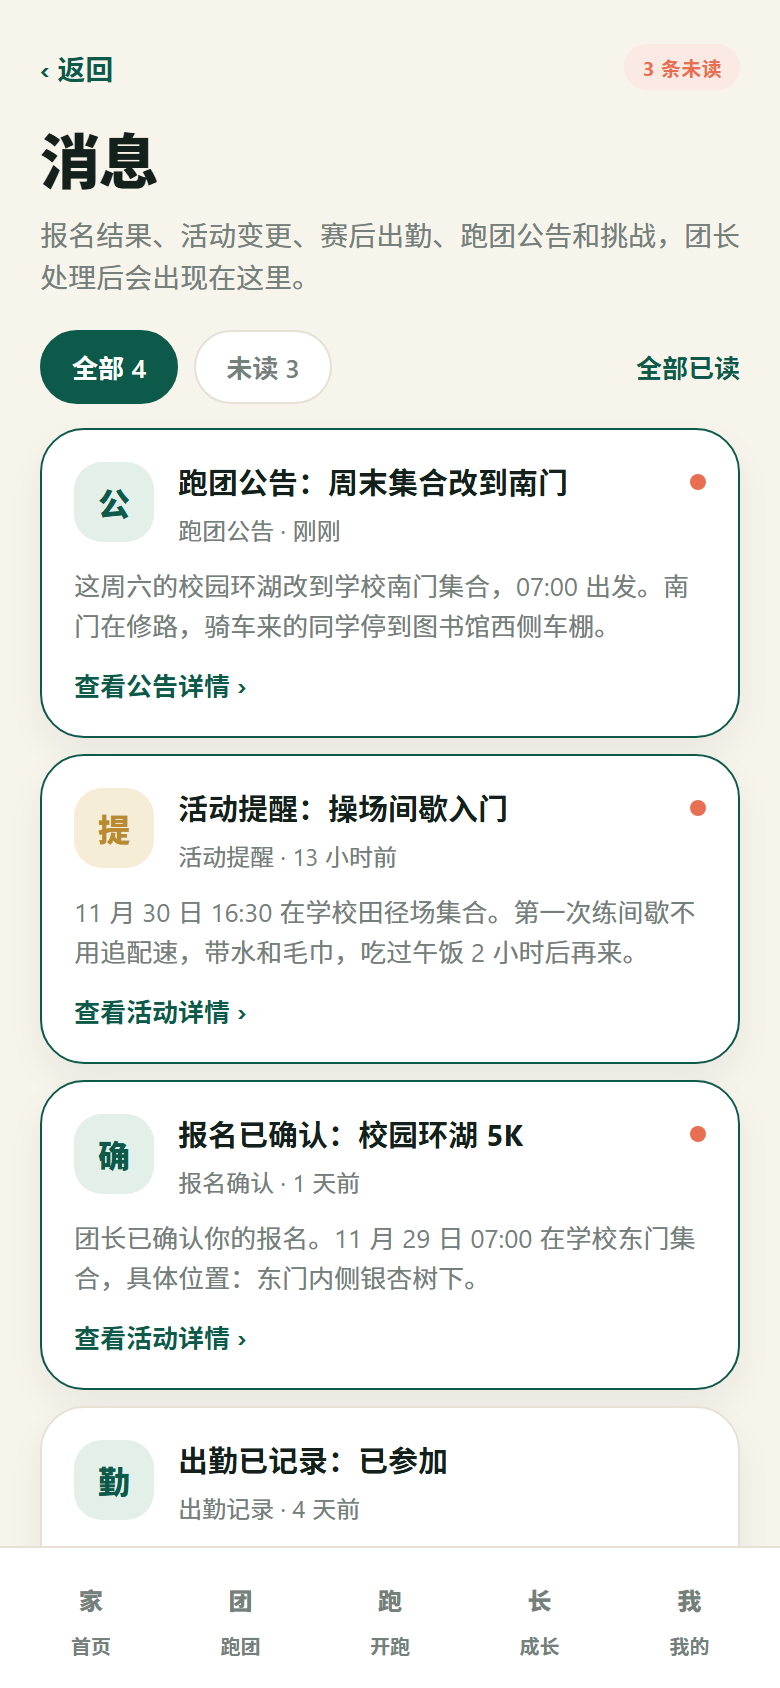 ‹ 返回
3 条未读
消息
报名结果、活动变更、赛后出勤、跑团公告和挑战，团长
处理后会出现在这里。
全部 4
未读 3
全部已读
公
跑团公告：周末集合改到南门
跑团公告 · 刚刚
这周六的校园环湖改到学校南门集合，07:00 出发。南
门在修路，骑车来的同学停到图书馆西侧车棚。
查看公告详情 ›
提
活动提醒：操场间歇入门
活动提醒 · 13 小时前
11 月 30 日 16:30 在学校田径场集合。第一次练间歇不
用追配速，带水和毛巾，吃过午饭 2 小时后再来。
查看活动详情 ›
确
报名已确认：校园环湖 5K
报名确认 · 1 天前
团长已确认你的报名。11 月 29 日 07:00 在学校东门集
合，具体位置：东门内侧银杏树下。
查看活动详情 ›
勤
出勤已记录：已参加
出勤记录 · 4 天前
家
团
跑
长
我
首页
跑团
开跑
成长
我的